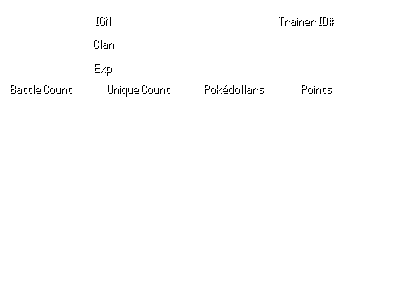 IGN Trainer ID#
Clan
Exp
Battle Count Unique Count Pokédollars Points